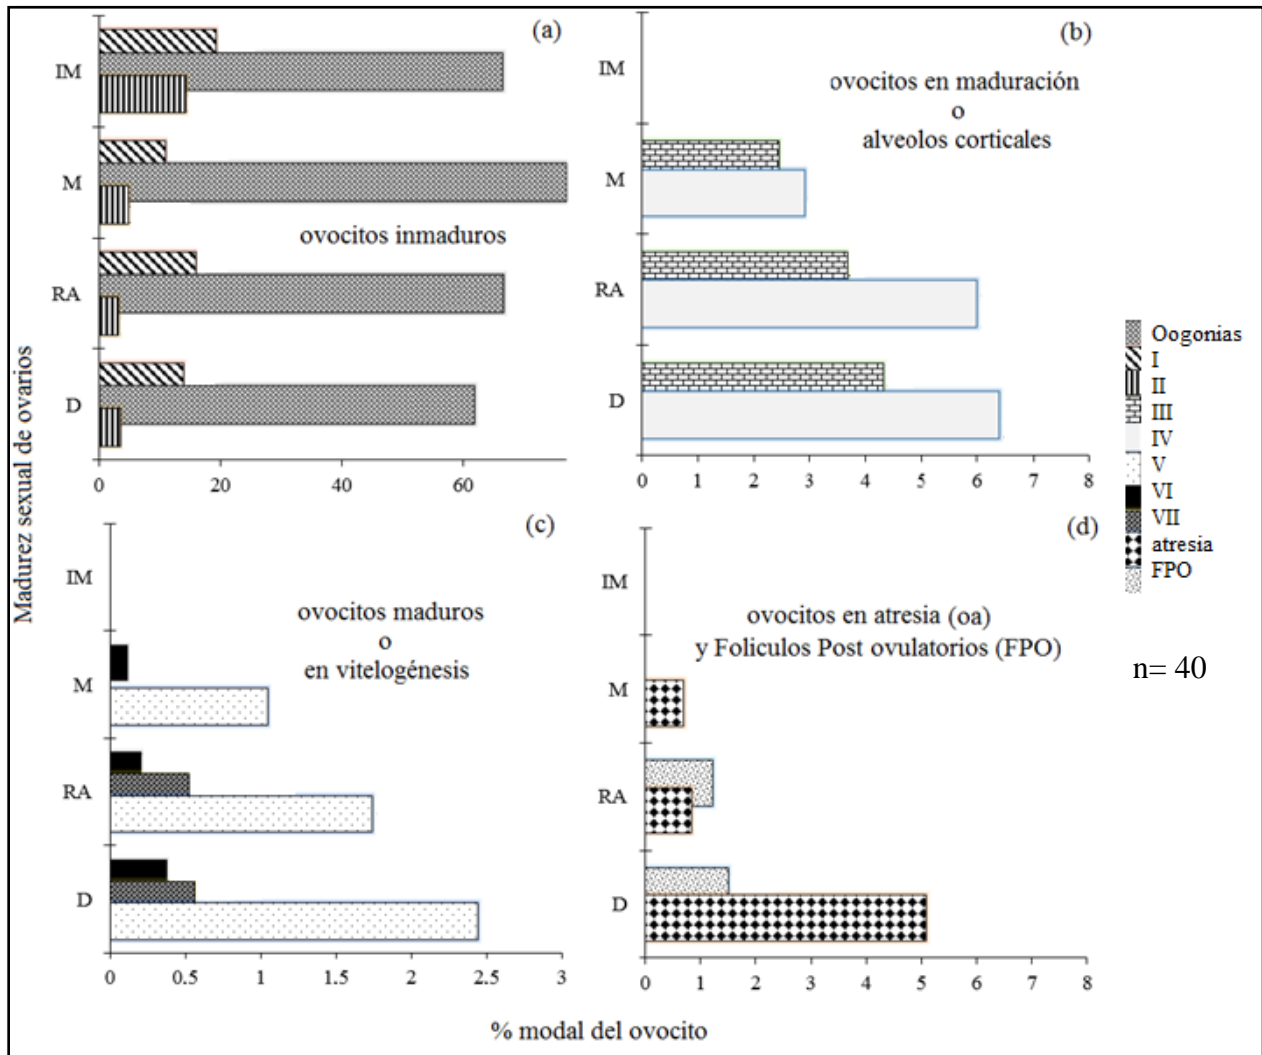 Madurez sexual de ovarios
(a)
IM
M
RA
D
ovocitos inmaduros
0 20 40 60
(b)
IM
M
RA
D
ovocitos en maduración
o
alveolos corticales
0 1 2 3 4 5 6 7 8
(c)
IM
M
RA
D
ovocitos maduros
o
en vitelogénesis
0 0.5 1 1.5 2 2.5 3
(d)
IM
M
RA
D
ovocitos en atresia (oa)
y Foliculos Post ovulatorios (FPO)
0 1 2 3 4 5 6 7 8
% modal del ovocito
Oogonias
I
II
III
IV
V
VI
VII
atresia
FPO
n= 40